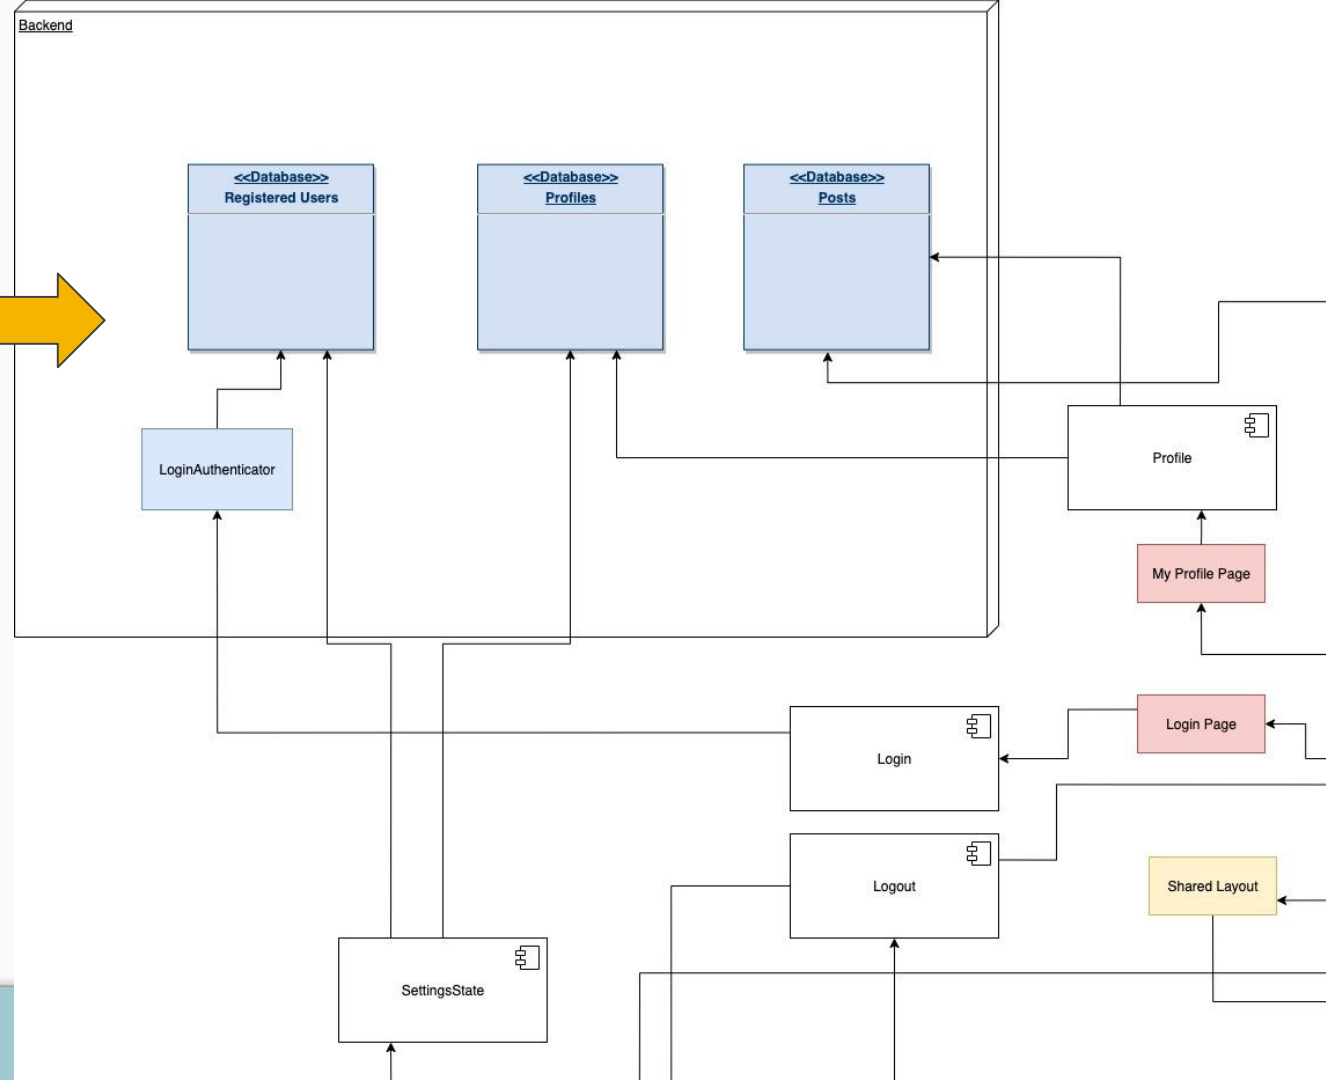 Backend
<<Database>>
Registered Users
<<Database>>
Profiles
<<Database>>
Posts
LoginAuthenticator
Profile
My Profile Page
Login Page
Login
Logout
Shared Layout
SettingsState